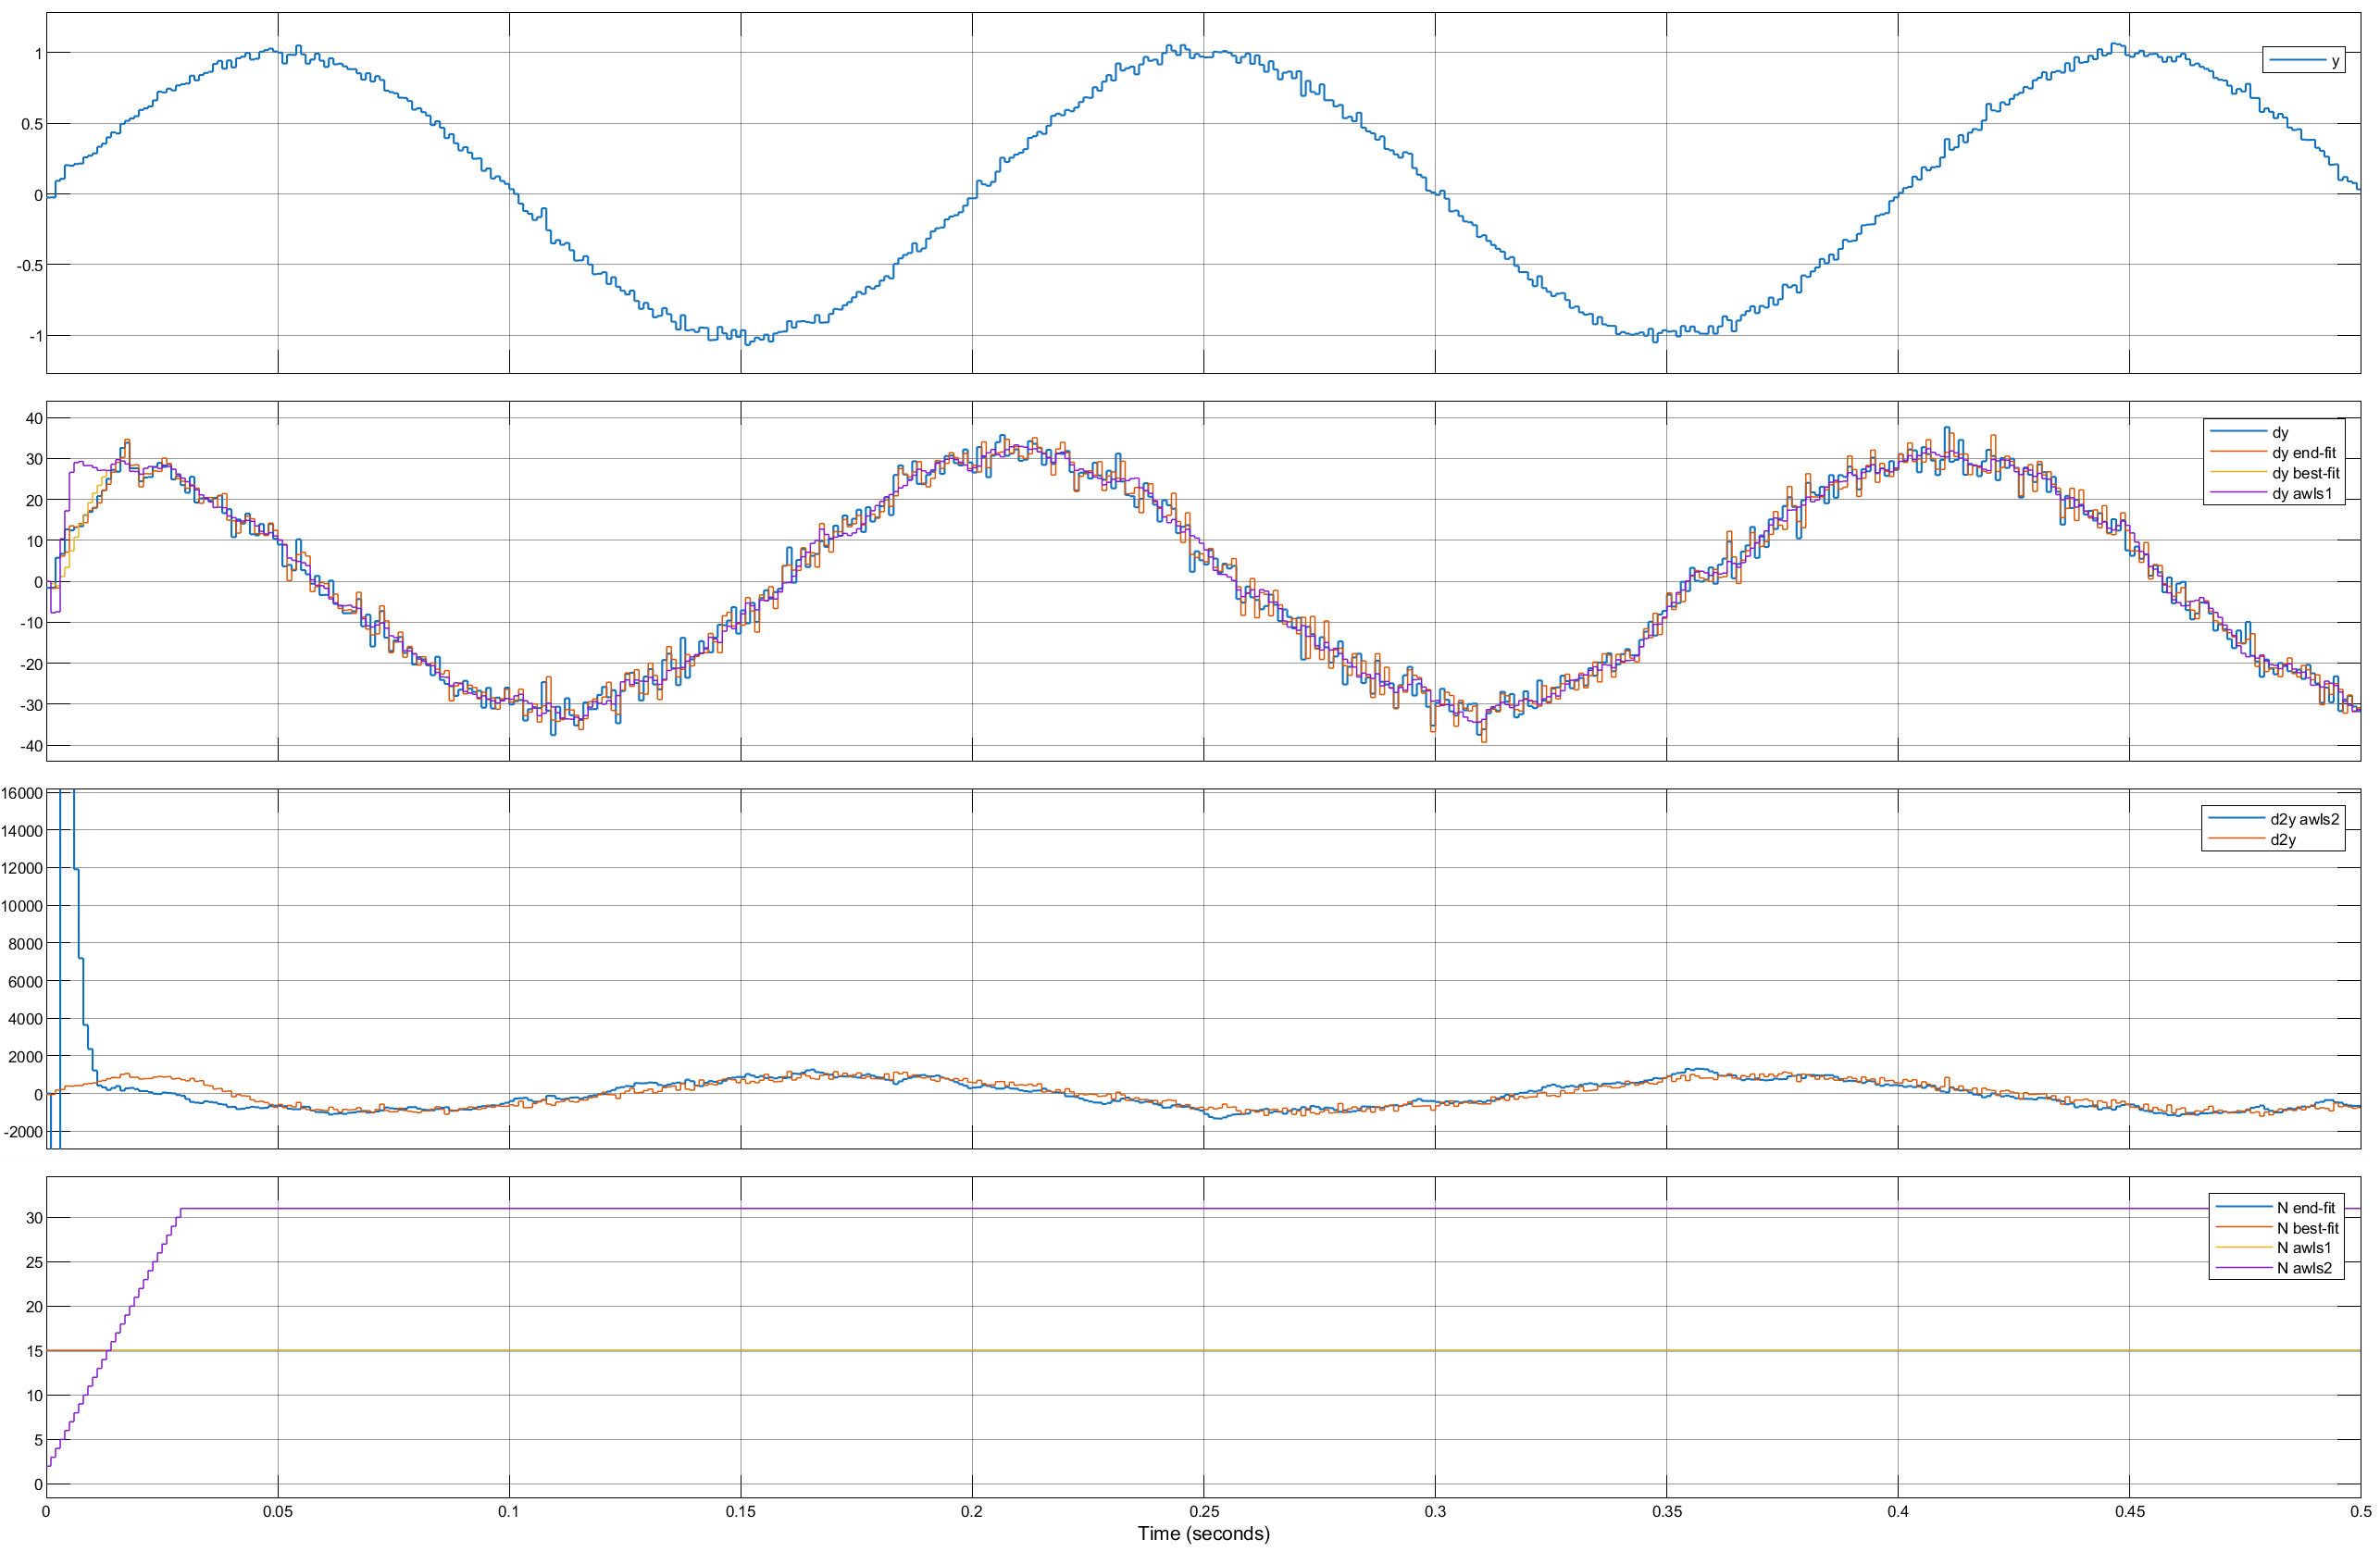 1
0.5
0
-0.5
-1
y
40
30
20
10
0
-10
-20
-30
-40
dy
dy end-fit
dy best-fit
dy awls1
16000
14000
12000
10000
8000
6000
4000
2000
0
-2000
d2y awls2
d2y
30
25
20
15
10
5
0
N end-fit
N best-fit
N awls1
N awls2
0 0.05 0.1 0.15 0.2 0.25 0.3 0.35 0.4 0.45 0.5
Time (seconds)